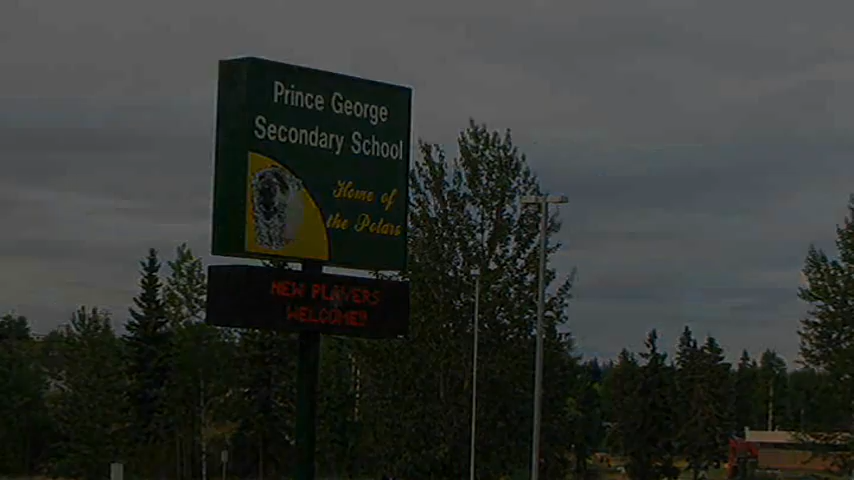 Prince George
Secondary School
Home of
the Polars
NEW PLAYERS
WELCOME!!